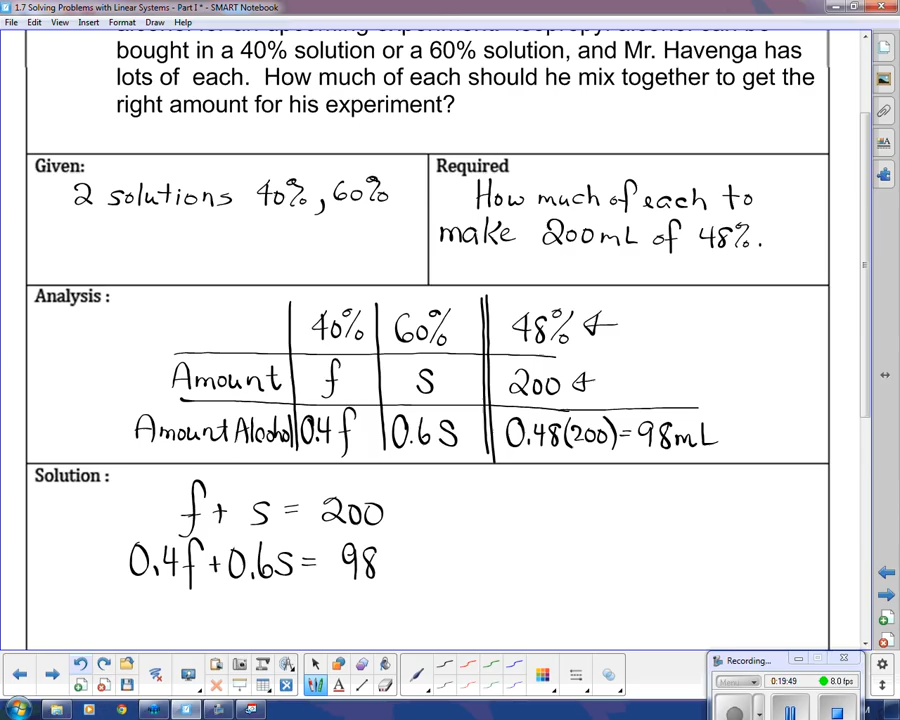 1.7 Solving Problems with Linear Systems - Part I * - SMART Notebook
File Edit View Insert Format Draw Help
bought in a 40% solution or a 60% solution, and Mr. Havenga has
lots of each. How much of each should he mix together to get the
right amount for his experiment?
Given:
2 solutions 40%, 60%
Required
How much of each to
make 200mL of 48%.
Analysis :
40% 60% 48%
Amount f s 200
Amount Alcohol 0.4f 0.6s 0.48(200)=98mL
Solution :
f + s = 200
0.4f+0.6s = 98
Recording...
Menu
0:19:49 8.0 fps